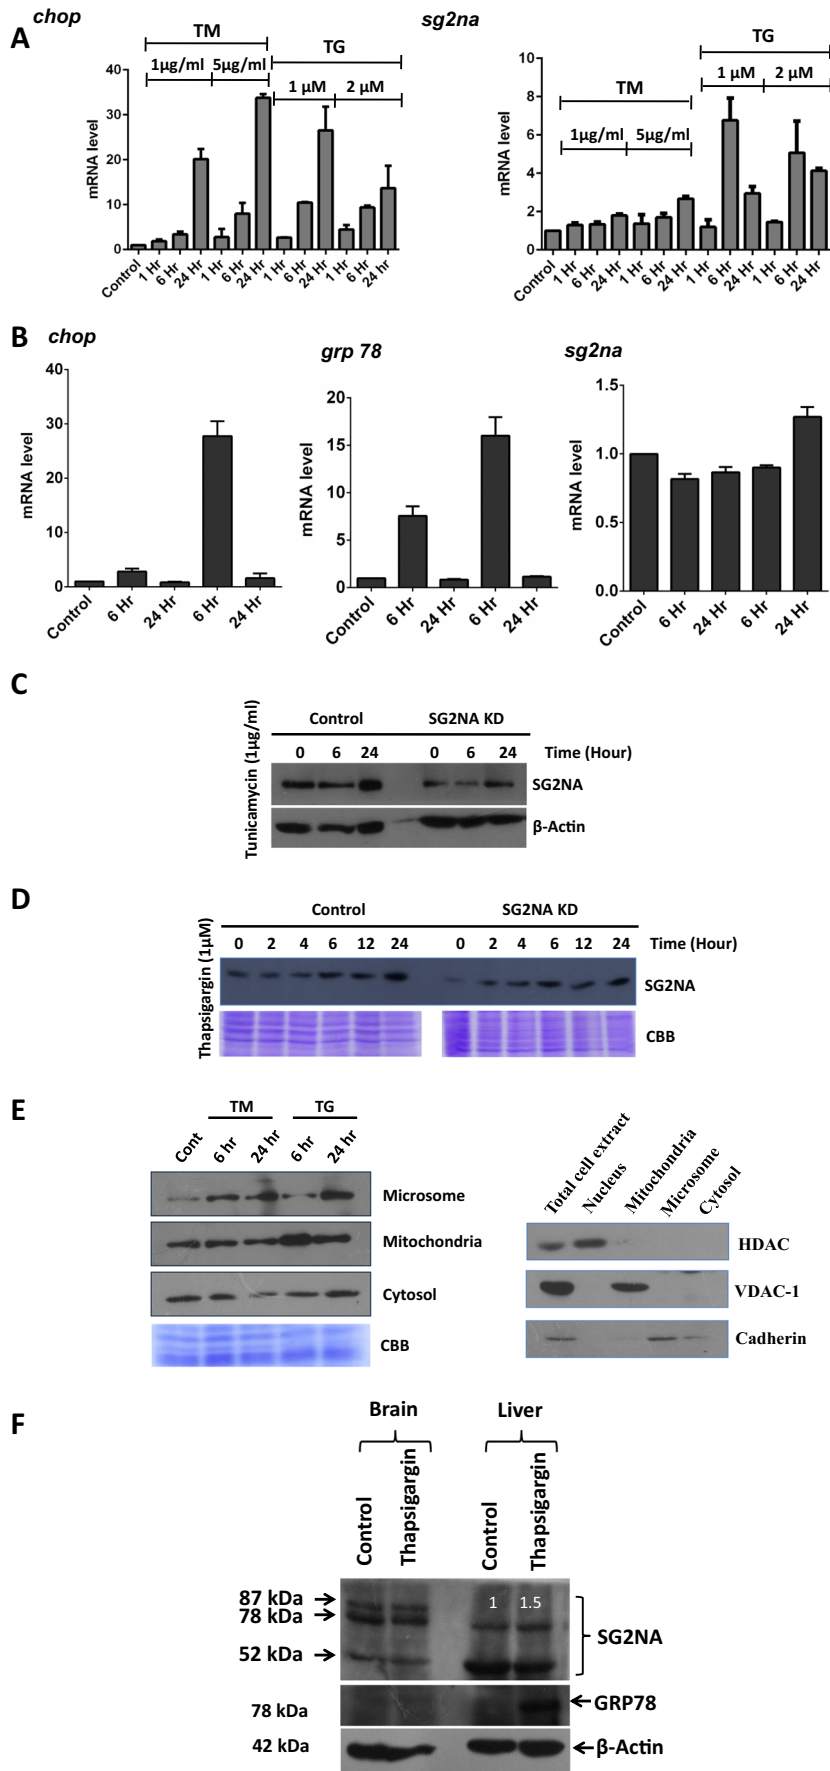 A
chop
sg2na
TM
TG
1µg/ml 5µg/ml
1 µM 2 µM
mRNA level
40
30
20
10
0
Control 1 Hr 6 Hr 24 Hr 1 Hr 6 Hr 24 Hr 1 Hr 6 Hr 24 Hr 1 Hr 6 Hr 24 hr
TG
1 µM 2 µM
TM
1µg/ml 5µg/ml
mRNA level
10
8
6
4
2
0
Control 1 Hr 6 Hr 24 Hr 1 Hr 6 Hr 24 Hr 1 Hr 6 Hr 24 Hr 1 Hr 6 Hr 24 Hr
B
chop
grp 78
sg2na
mRNA level
40
30
20
10
0
Control 6 Hr 24 Hr 6 Hr 24 Hr
mRNA level
20
15
10
5
0
Control 6 Hr 24 Hr 6 Hr 24 Hr
mRNA level
1.5
1.0
0.5
0.0
Control 6 Hr 24 Hr 6 Hr 24 Hr
C
Tunicamycin (1µg/ml)
Control SG2NA KD
0 6 24 0 6 24 Time (Hour)
SG2NA
β-Actin
D
Thapsigargin (1µM)
Control SG2NA KD
0 2 4 6 12 24 0 2 4 6 12 24 Time (Hour)
SG2NA
CBB
E
TM TG
Cont 6 hr 24 hr 6 hr 24 hr
Microsome
Mitochondria
Cytosol
CBB
Total cell extract Nucleus Mitochondria Microsome Cytosol
HDAC
VDAC-1
Cadherin
F
Brain Liver
Control Thapsigargin Control Thapsigargin
87 kDa
78 kDa
52 kDa
1 1.5
SG2NA
78 kDa GRP78
42 kDa β-Actin